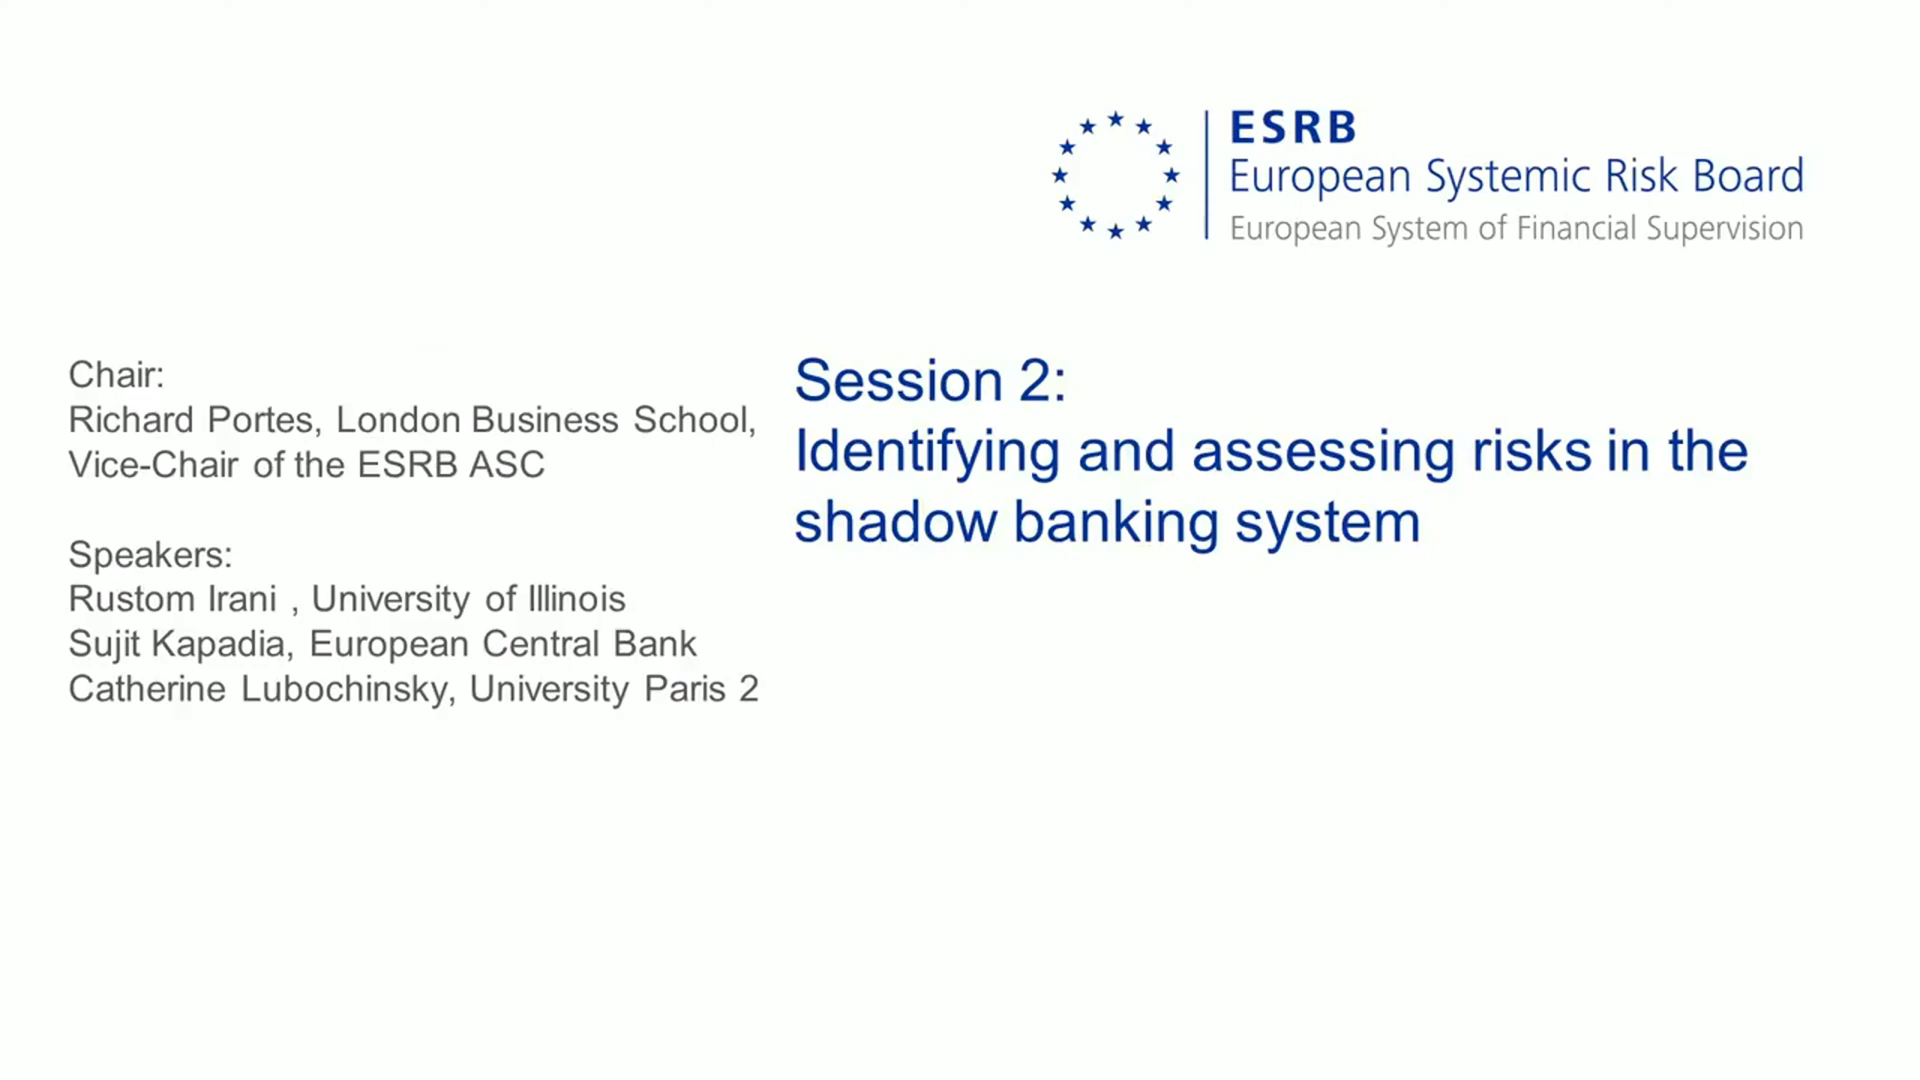 ESRB
European Systemic Risk Board
European System of Financial Supervision
Chair:
Richard Portes, London Business School,
Vice-Chair of the ESRB ASC
Speakers:
Rustom Irani , University of Illinois
Sujit Kapadia, European Central Bank
Catherine Lubochinsky, University Paris 2
Session 2:
Identifying and assessing risks in the
shadow banking system